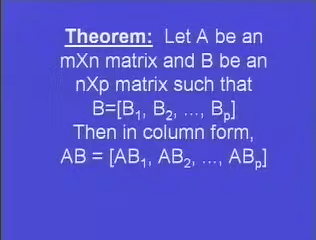 Theorem: Let A be an
mXn matrix and B be an
nXp matrix such that
B=[B₁, B₂, ..., Bₚ]
Then in column form,
AB = [AB₁, AB₂, ..., ABₚ]